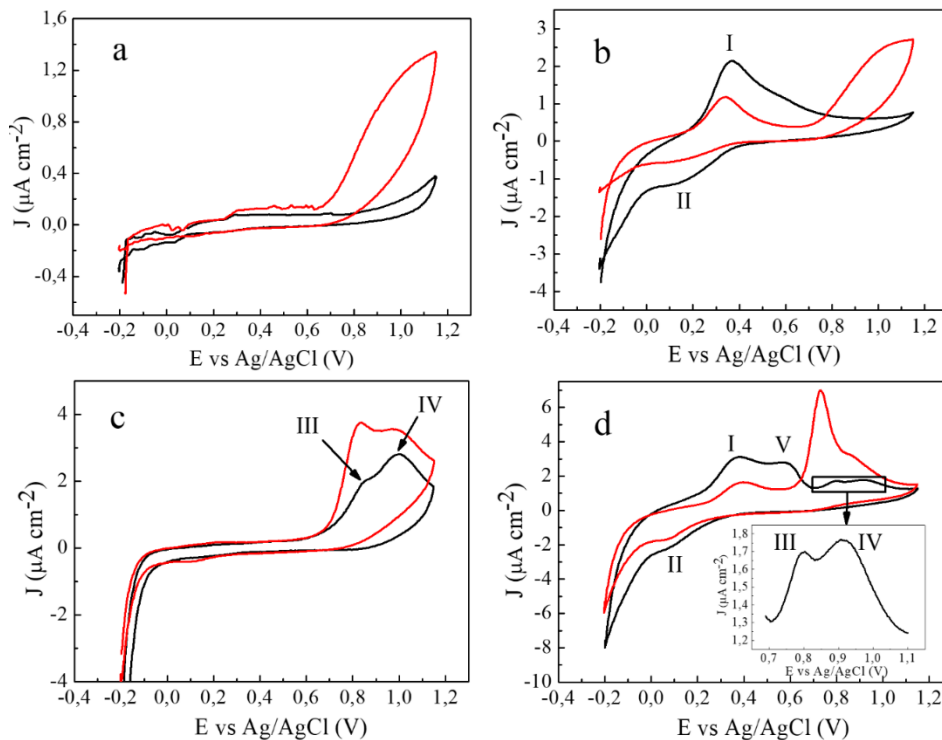 a
1,6
1,2
0,8
0,4
0,0
-0,4
J (µA cm-2)
-0,4 -0,2 0,0 0,2 0,4 0,6 0,8 1,0 1,2
E vs Ag/AgCl (V)
b
I
II
3
2
1
0
-1
-2
-3
-4
J (µA cm-2)
-0,4 -0,2 0,0 0,2 0,4 0,6 0,8 1,0 1,2
E vs Ag/AgCl (V)
c
III
IV
4
2
0
-2
-4
J (µA cm-2)
-0,4 -0,2 0,0 0,2 0,4 0,6 0,8 1,0 1,2
E vs Ag/AgCl (V)
d
I
V
II
6
4
2
0
-2
-4
-6
-8
-10
J (µA cm-2)
III
IV
1,8
1,7
1,6
1,5
1,4
1,3
1,2
J (µA cm-2)
0,7 0,8 0,9 1,0 1,1
E vs Ag/AgCl (V)
-0,4 -0,2 0,0 0,2 0,4 0,6 0,8 1,0 1,2
E vs Ag/AgCl (V)